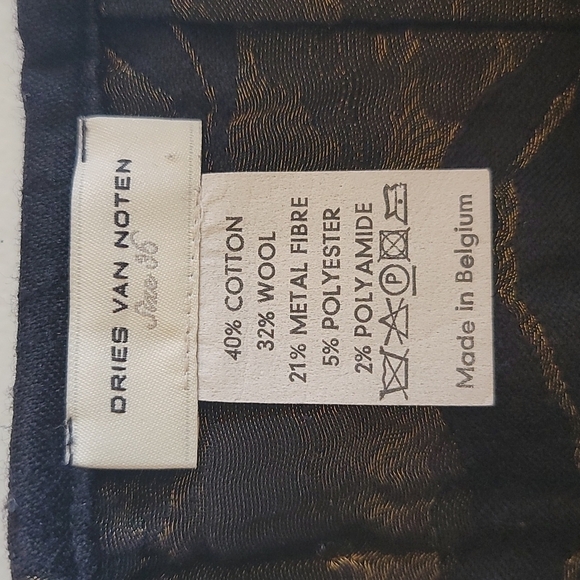 DRIES VAN NOTEN
Size 36
40% COTTON
32% WOOL
21% METAL FIBRE
5% POLYESTER
2% POLYAMIDE
P
Made in Belgium